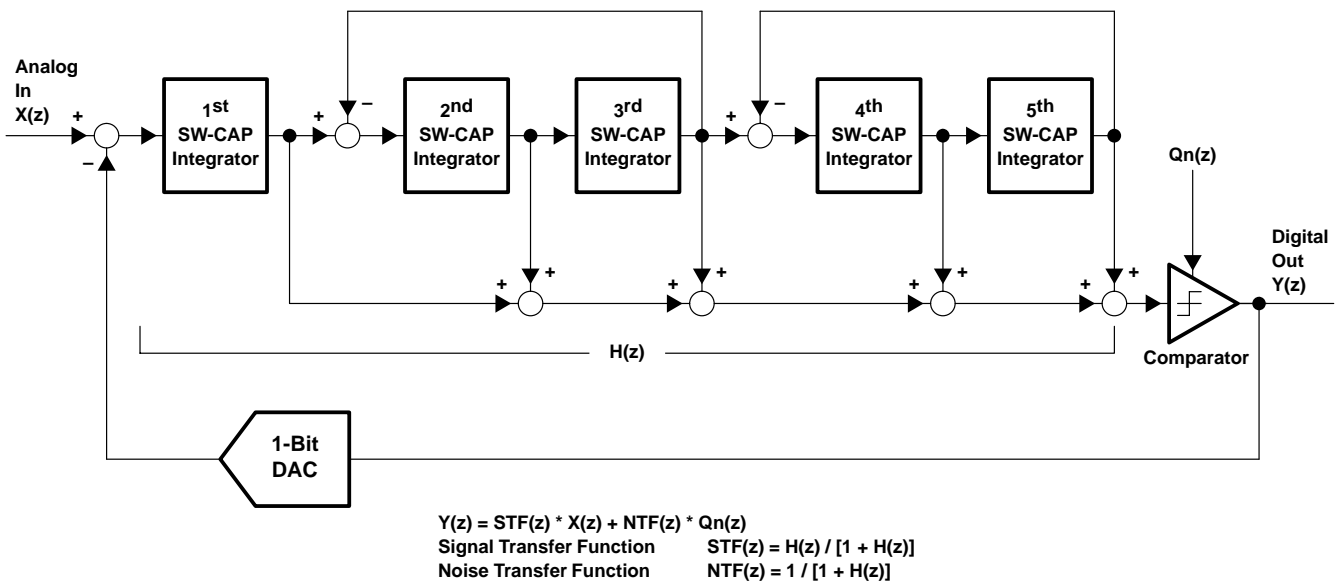 Analog
In
X(z)
+
–
1st
SW-CAP
Integrator
+
–
2nd
SW-CAP
Integrator
3rd
SW-CAP
Integrator
+
–
4th
SW-CAP
Integrator
5th
SW-CAP
Integrator
Qn(z)
Digital
Out
Y(z)
+
+
+
+
+
+
+
+
Comparator
H(z)
1-Bit
DAC
Y(z) = STF(z) * X(z) + NTF(z) * Qn(z)
Signal Transfer Function STF(z) = H(z) / [1 + H(z)]
Noise Transfer Function NTF(z) = 1 / [1 + H(z)]